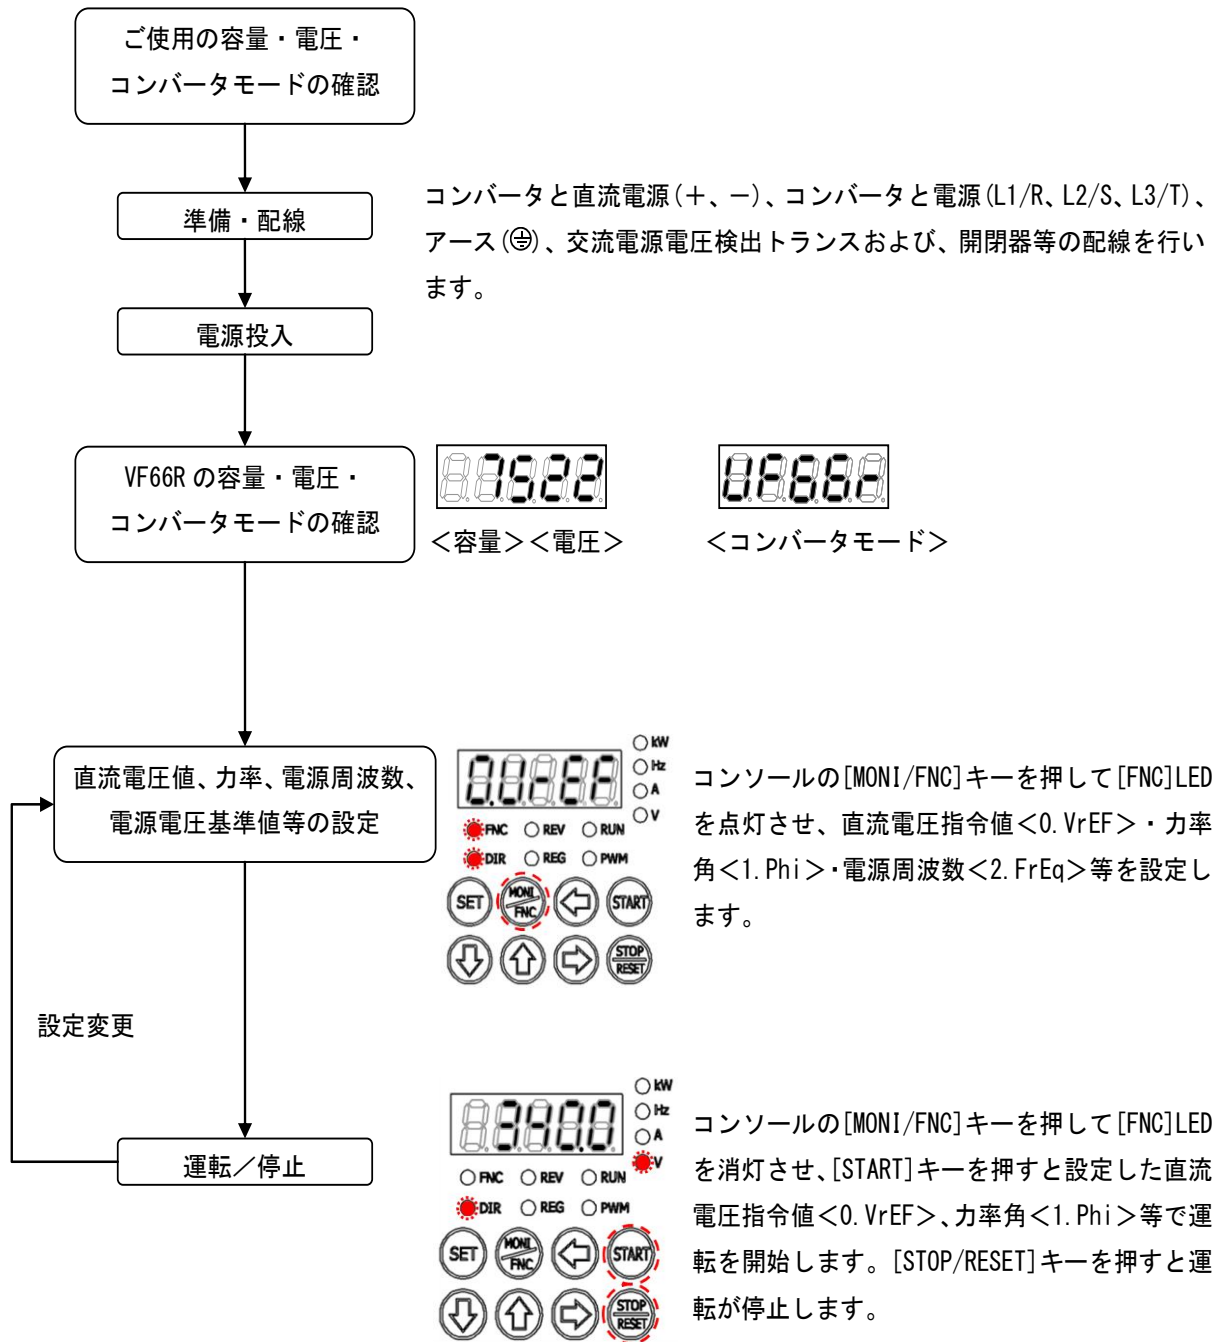 ご使用の容量・電圧・
コンバータモードの確認
準備・配線
コンバータと直流電源(+、－)、コンバータと電源(L1/R、L2/S、L3/T)、
アース(⏚)、交流電源電圧検出トランスおよび、開閉器等の配線を行い
ます。
電源投入
VF66Rの容量・電圧・
コンバータモードの確認
7522
UF66r
＜容量＞＜電圧＞
＜コンバータモード＞
直流電圧値、力率、電源周波数、
電源電圧基準値等の設定
0.UrEF
kW
Hz
A
V
FNC REV RUN
DIR REG PWM
SET MONI/FNC START
STOP/RESET
コンソールの[MONI/FNC]キーを押して[FNC]LED
を点灯させ、直流電圧指令値＜0.VrEF＞・力率
角＜1.Phi＞・電源周波数＜2.FrEq＞等を設定し
ます。
設定変更
運転／停止
340.0
kW
Hz
A
V
FNC REV RUN
DIR REG PWM
SET MONI/FNC START
STOP/RESET
コンソールの[MONI/FNC]キーを押して[FNC]LED
を消灯させ、[START]キーを押すと設定した直流
電圧指令値＜0.VrEF＞、力率角＜1.Phi＞等で運
転を開始します。[STOP/RESET]キーを押すと運
転が停止します。